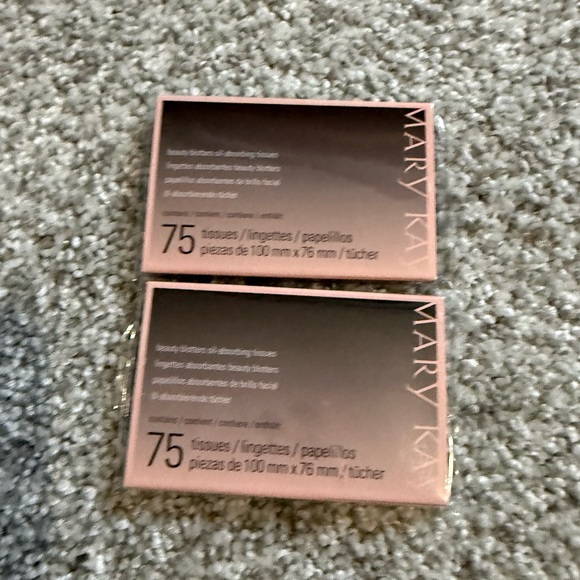 beauty blotters oil-absorbing tissues
lingettes absorbantes beauty blotters
papelillos absorbentes de brillo facial
öl-absorbierende tücher
contains / contient / contiene / enthält
75 tissues / lingettes / papelillos
piezas de 100 mm x 76 mm / tücher
MARY KA
beauty blotters oil-absorbing tissues
lingettes absorbantes beauty blotters
papelillos absorbentes de brillo facial
öl-absorbierende tücher
contains / contient / contiene / enthält
75 tissues / lingettes / papelillos
piezas de 100 mm x 76 mm / tücher
MARY KA